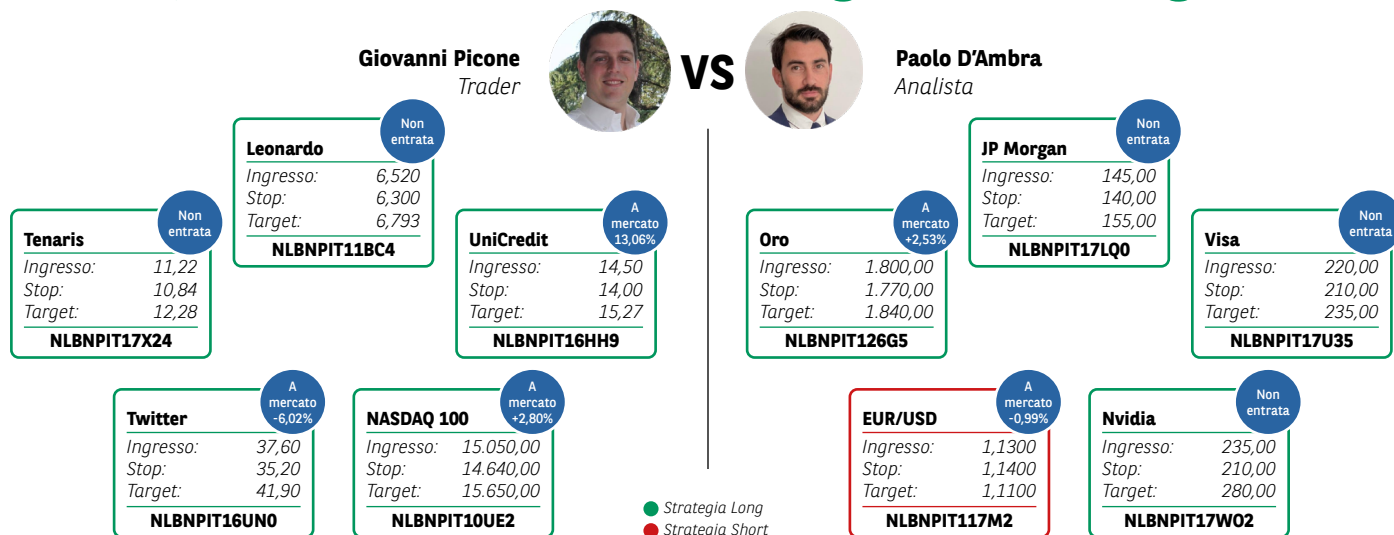 Giovanni Picone
Trader
VS
Paolo D'Ambra
Analista
Tenaris
Non
entrata
Ingresso: 11,22
Stop: 10,84
Target: 12,28
NLBNPIT17X24
Leonardo
Non
entrata
Ingresso: 6,520
Stop: 6,300
Target: 6,793
NLBNPIT11BC4
UniCredit
A
mercato
13,06%
Ingresso: 14,50
Stop: 14,00
Target: 15,27
NLBNPIT16HH9
Twitter
A
mercato
-6,02%
Ingresso: 37,60
Stop: 35,20
Target: 41,90
NLBNPIT16UN0
NASDAQ 100
A
mercato
+2,80%
Ingresso: 15.050,00
Stop: 14.640,00
Target: 15.650,00
NLBNPIT10UE2
Oro
A
mercato
+2,53%
Ingresso: 1.800,00
Stop: 1.770,00
Target: 1.840,00
NLBNPIT126G5
JP Morgan
Non
entrata
Ingresso: 145,00
Stop: 140,00
Target: 155,00
NLBNPIT17LQ0
Visa
Non
entrata
Ingresso: 220,00
Stop: 210,00
Target: 235,00
NLBNPIT17U35
EUR/USD
A
mercato
-0,99%
Ingresso: 1,1300
Stop: 1,1400
Target: 1,1100
NLBNPIT117M2
Nvidia
Non
entrata
Ingresso: 235,00
Stop: 210,00
Target: 280,00
NLBNPIT17WO2
Strategia Long
Strategia Short